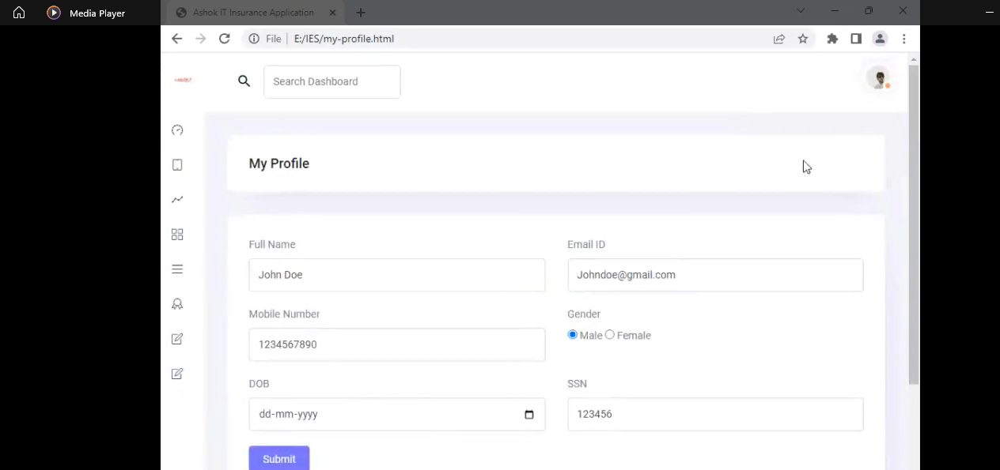 Media Player
Ashok IT Insurance Application
File E:/IES/my-profile.html
Search Dashboard
My Profile
Full Name
Email ID
John Doe
Johndoe@gmail.com
Mobile Number
Gender
1234567890
Male Female
DOB
SSN
dd-mm-yyyy
123456
Submit